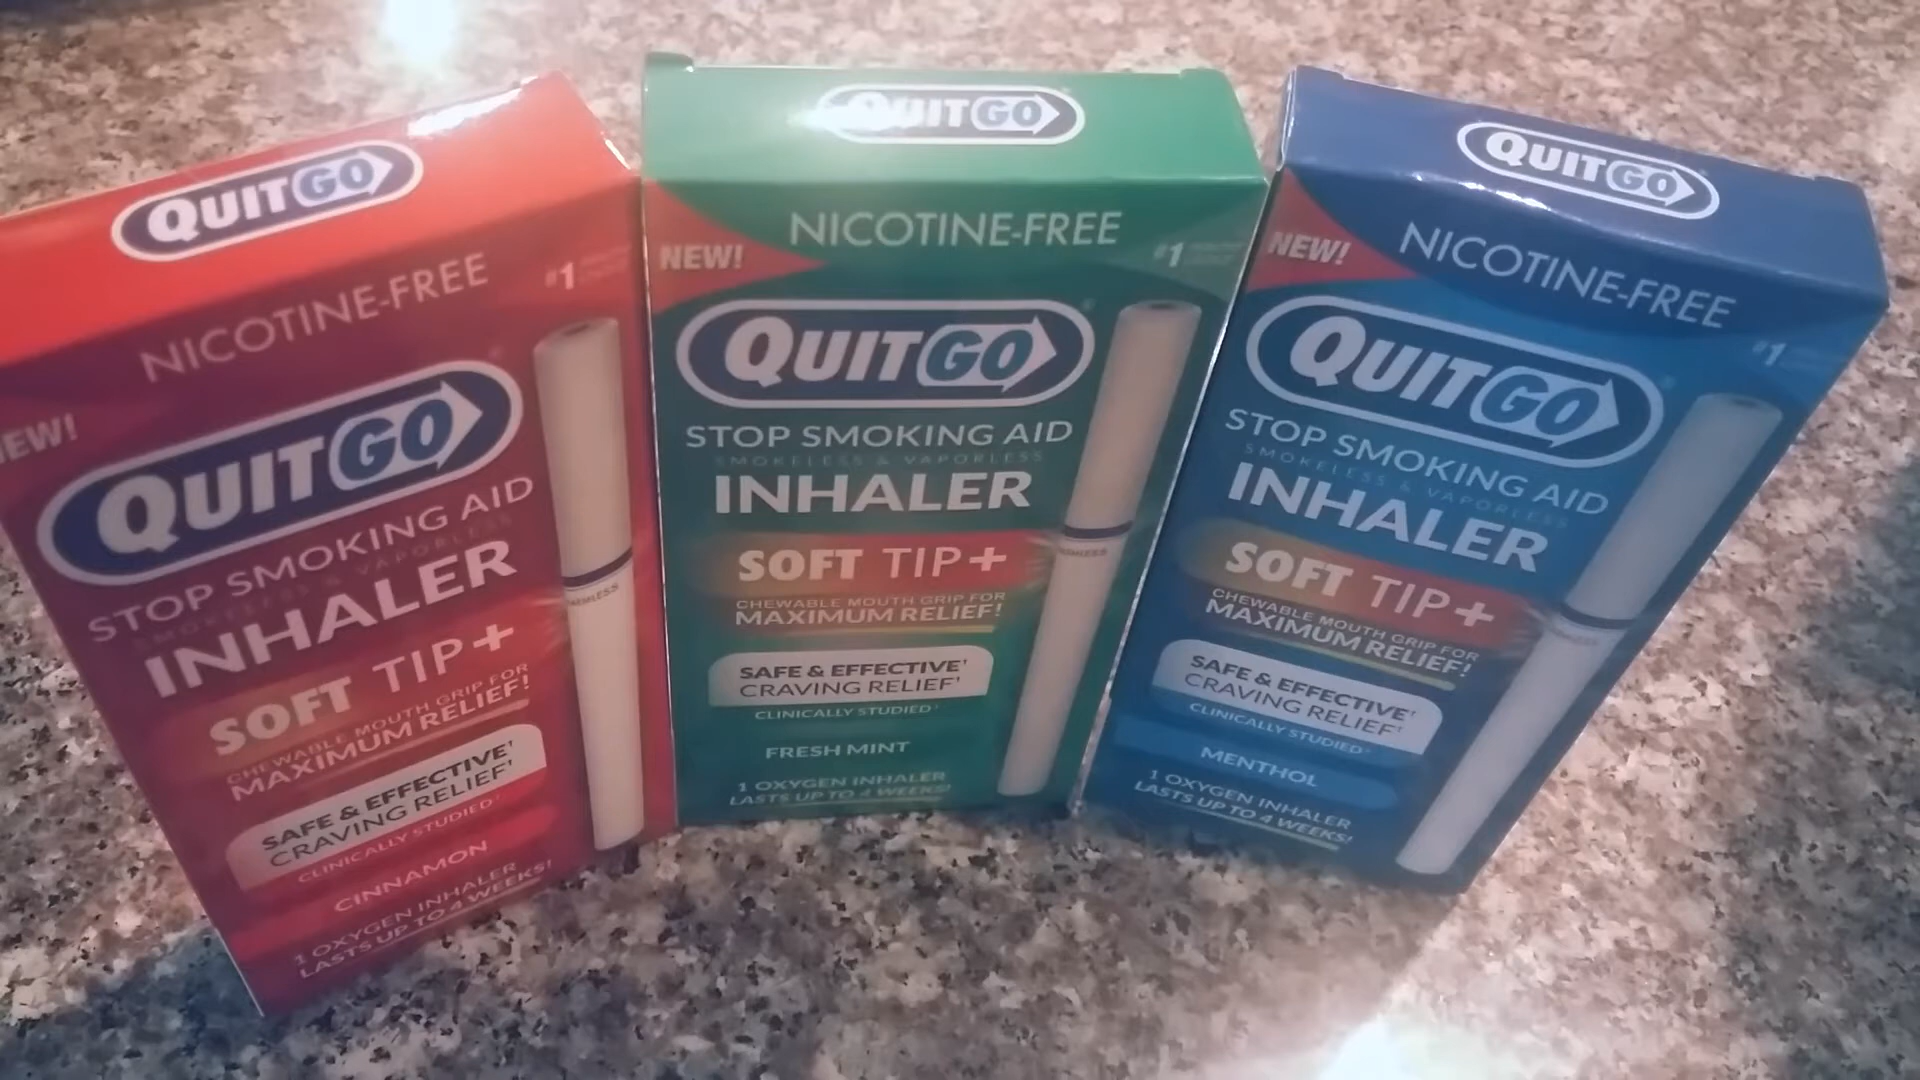 QUITGO
NICOTINE-FREE
#1
NEW!
QUITGO
STOP SMOKING AID
SMOKELESS & VAPORLESS
INHALER
SOFT TIP+
CHEWABLE MOUTH GRIP FOR
MAXIMUM RELIEF!
SAFE & EFFECTIVE†
CRAVING RELIEF†
CLINICALLY STUDIED
CINNAMON
1 OXYGEN INHALER
LASTS UP TO 4 WEEKS!
QUITGO
NICOTINE-FREE
NEW!
#1
QUITGO
STOP SMOKING AID
SMOKELESS & VAPORLESS
INHALER
SOFT TIP+
CHEWABLE MOUTH GRIP FOR
MAXIMUM RELIEF!
SAFE & EFFECTIVE†
CRAVING RELIEF†
CLINICALLY STUDIED
FRESH MINT
1 OXYGEN INHALER
LASTS UP TO 4 WEEKS!
QUITGO
NICOTINE-FREE
NEW!
#1
QUITGO
STOP SMOKING AID
SMOKELESS & VAPORLESS
INHALER
SOFT TIP+
CHEWABLE MOUTH GRIP FOR
MAXIMUM RELIEF!
SAFE & EFFECTIVE†
CRAVING RELIEF†
CLINICALLY STUDIED
MENTHOL
1 OXYGEN INHALER
LASTS UP TO 4 WEEKS!